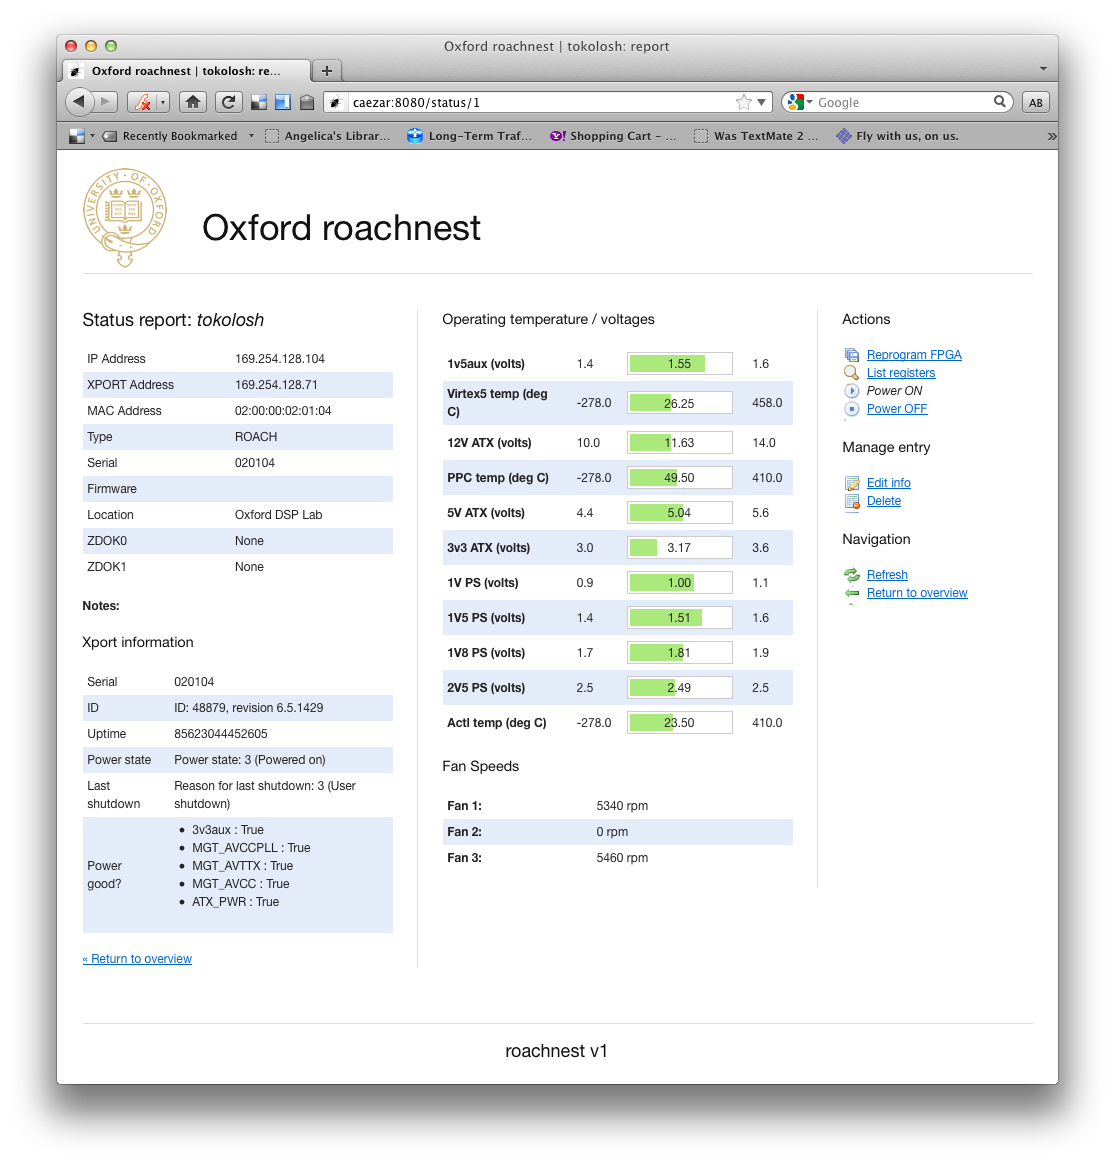 Oxford roachnest | tokolosh: report
Oxford roachnest | tokolosh: re...
caezar:8080/status/1
Google
AB
Recently Bookmarked
Angelica's Librar...
Long-Term Traf...
Shopping Cart – ...
Was TextMate 2 ...
Fly with us, on us.
UNIVERSITY · OF · OXFORD
Oxford roachnest
Status report: tokolosh
IP Address 169.254.128.104
XPORT Address 169.254.128.71
MAC Address 02:00:00:02:01:04
Type ROACH
Serial 020104
Firmware
Location Oxford DSP Lab
ZDOK0 None
ZDOK1 None
Notes:
Xport information
Serial 020104
ID ID: 48879, revision 6.5.1429
Uptime 85623044452605
Power state Power state: 3 (Powered on)
Last shutdown Reason for last shutdown: 3 (User
shutdown)
Power good?
• 3v3aux : True
• MGT_AVCCPLL : True
• MGT_AVTTX : True
• MGT_AVCC : True
• ATX_PWR : True
« Return to overview
Operating temperature / voltages
1v5aux (volts) 1.4 1.55 1.6
Virtex5 temp (deg
C) -278.0 26.25 458.0
12V ATX (volts) 10.0 11.63 14.0
PPC temp (deg C) -278.0 49.50 410.0
5V ATX (volts) 4.4 5.04 5.6
3v3 ATX (volts) 3.0 3.17 3.6
1V PS (volts) 0.9 1.00 1.1
1V5 PS (volts) 1.4 1.51 1.6
1V8 PS (volts) 1.7 1.81 1.9
2V5 PS (volts) 2.5 2.49 2.5
Actl temp (deg C) -278.0 23.50 410.0
Fan Speeds
Fan 1: 5340 rpm
Fan 2: 0 rpm
Fan 3: 5460 rpm
Actions
Reprogram FPGA
List registers
Power ON
Power OFF
Manage entry
Edit info
Delete
Navigation
Refresh
Return to overview
roachnest v1